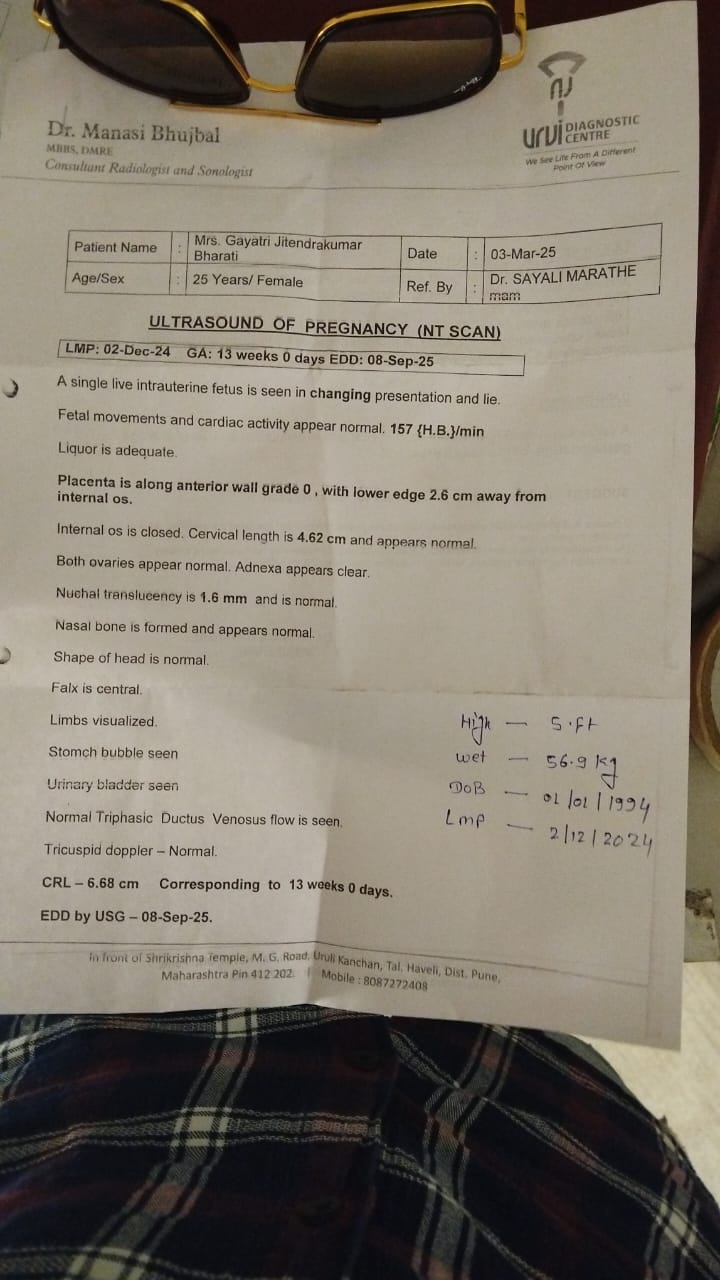 Dr. Manasi Bhujbal
MBBS, DMRE
Consultant Radiologist and Sonologist
urvi DIAGNOSTIC CENTRE
We See Life From A Different
Point Of View
Patient Name : Mrs. Gayatri Jitendrakumar Bharati Date : 03-Mar-25
Age/Sex : 25 Years/ Female Ref. By : Dr. SAYALI MARATHE mam
ULTRASOUND OF PREGNANCY (NT SCAN)
LMP: 02-Dec-24 GA: 13 weeks 0 days EDD: 08-Sep-25
A single live intrauterine fetus is seen in changing presentation and lie.
Fetal movements and cardiac activity appear normal. 157 {H.B.}/min
Liquor is adequate.
Placenta is along anterior wall grade 0 , with lower edge 2.6 cm away from
internal os.
Internal os is closed. Cervical length is 4.62 cm and appears normal.
Both ovaries appear normal. Adnexa appears clear.
Nuchal translucency is 1.6 mm and is normal.
Nasal bone is formed and appears normal.
Shape of head is normal.
Falx is central.
Limbs visualized.
Stomch bubble seen
Urinary bladder seen
Normal Triphasic Ductus Venosus flow is seen.
Tricuspid doppler – Normal.
CRL – 6.68 cm Corresponding to 13 weeks 0 days.
EDD by USG – 08-Sep-25.
High — 5.ft
wet — 56.9 kg
DoB — 01/01/1994
Lmp — 2/12/2024
In front of Shrikrishna Temple, M. G. Road, Uruli Kanchan, Tal. Haveli, Dist. Pune,
Maharashtra Pin 412 202. | Mobile : 8087272408